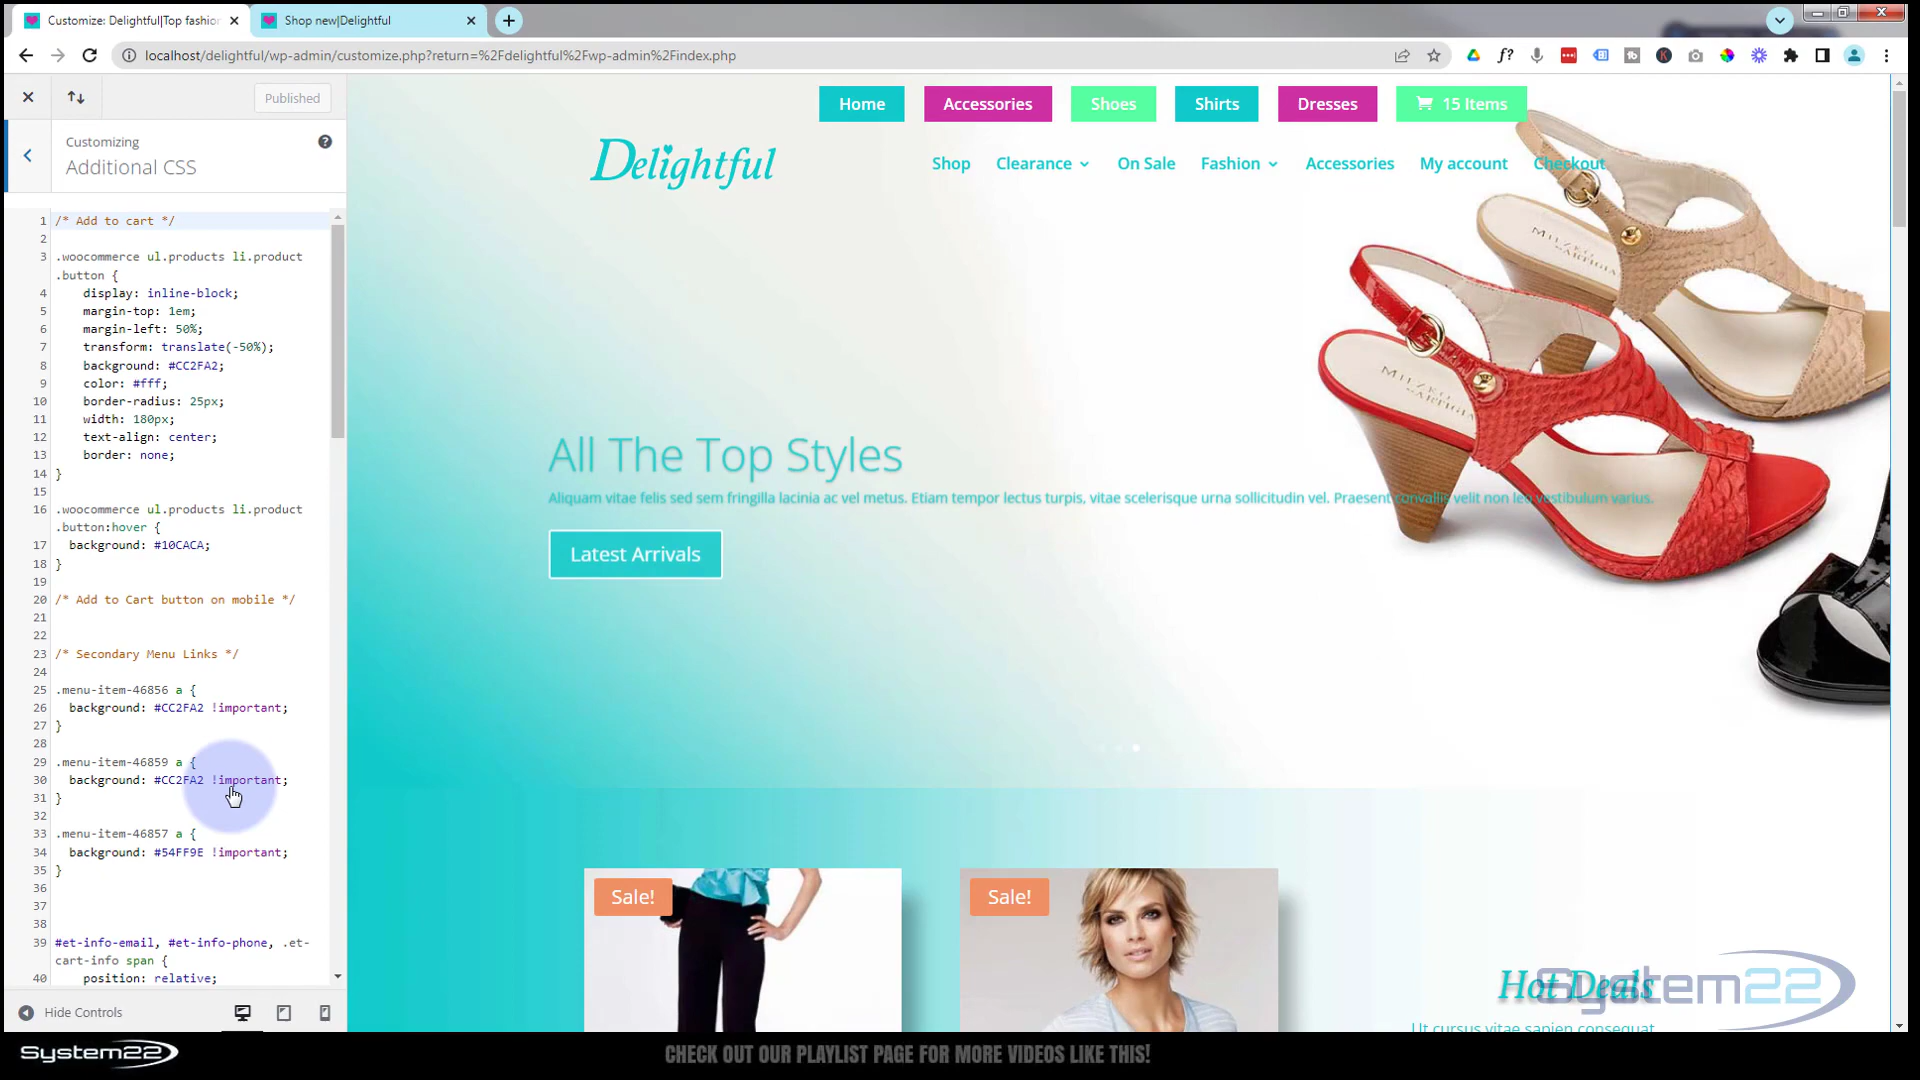 Customize: Delightful|Top fashion
Shop new|Delightful
localhost/delightful/wp-admin/customize.php?return=%2Fdelightful%2Fwp-admin%2Findex.php
Published
Customizing
Additional CSS
1 /* Add to cart */
2
3 .woocommerce ul.products li.product
.button {
4 display: inline-block;
5 margin-top: 1em;
6 margin-left: 50%;
7 transform: translate(-50%);
8 background: #CC2FA2;
9 color: #fff;
10 border-radius: 25px;
11 width: 180px;
12 text-align: center;
13 border: none;
14 }
15
16 .woocommerce ul.products li.product
.button:hover {
17 background: #10CACA;
18 }
19
20 /* Add to Cart button on mobile */
21
22
23 /* Secondary Menu Links */
24
25 .menu-item-46856 a {
26 background: #CC2FA2 !important;
27 }
28
29 .menu-item-46859 a {
30 background: #CC2FA2 !important;
31 }
32
33 .menu-item-46857 a {
34 background: #54FF9E !important;
35 }
36
37
38
39 #et-info-email, #et-info-phone, .et-
cart-info span {
40 position: relative;
Hide Controls
Home Accessories Shoes Shirts Dresses 15 Items
Delightful
Shop Clearance On Sale Fashion Accessories My account Checkout
All The Top Styles
Aliquam vitae felis sed sem fringilla lacinia ac vel metus. Etiam tempor lectus turpis, vitae scelerisque urna sollicitudin vel. Praesent convallis velit non leo vestibulum varius.
Latest Arrivals
Sale!
Sale!
Hot Deals
Ut cursus vitae sapien consequat
System22
System22
CHECK OUT OUR PLAYLIST PAGE FOR MORE VIDEOS LIKE THIS!